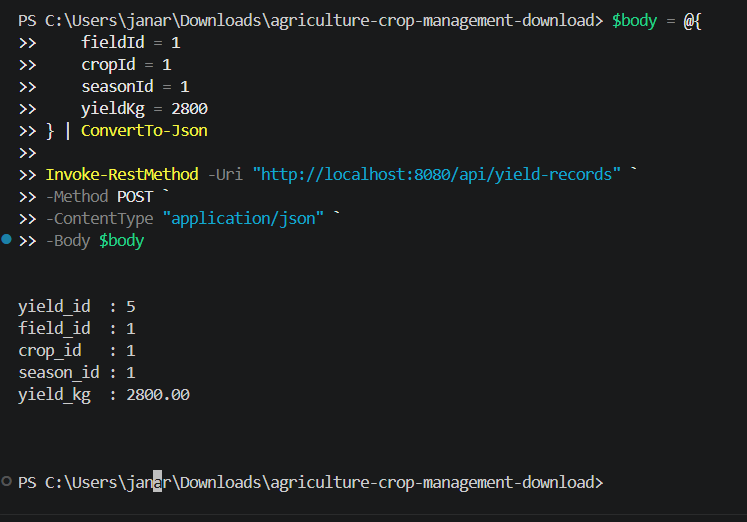 PS C:\Users\janar\Downloads\agriculture-crop-management-download> $body = @{
>>     fieldId = 1
>>     cropId = 1
>>     seasonId = 1
>>     yieldKg = 2800
>> } | ConvertTo-Json
>>
>> Invoke-RestMethod -Uri "http://localhost:8080/api/yield-records" `
>> -Method POST `
>> -ContentType "application/json" `
>> -Body $body
yield_id  : 5
field_id  : 1
crop_id   : 1
season_id : 1
yield_kg  : 2800.00
PS C:\Users\janar\Downloads\agriculture-crop-management-download>